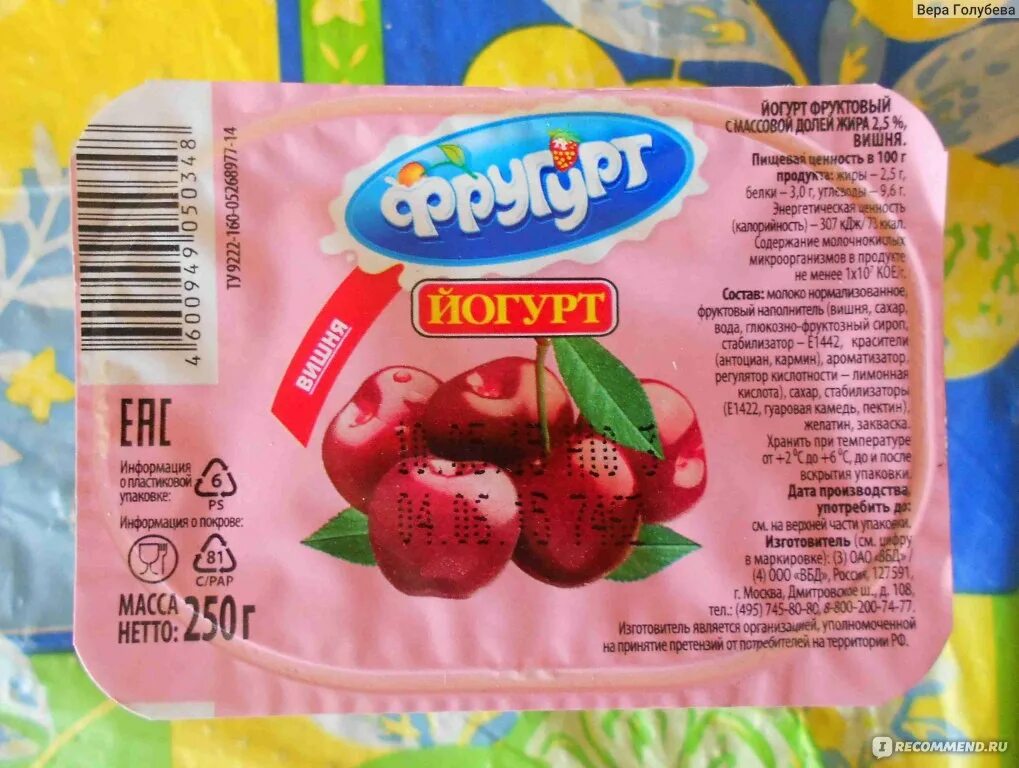 Вера Голубева
4 600949 050348
ТУ 9222-160-05268977-14
ФРУГУРТ
ЙОГУРТ
ВИШНЯ
EAC
Информация
о пластиковой
упаковке:
6
PS
Информация о покрове:
81
C/PAP
МАССА
НЕТТО: 250 г
ЙОГУРТ ФРУКТОВЫЙ
С МАССОВОЙ ДОЛЕЙ ЖИРА 2,5 %,
ВИШНЯ.
Пищевая ценность в 100 г
продукта: жиры – 2,5 г,
белки – 3,0 г, углеводы – 9,6 г.
Энергетическая ценность
(калорийность) – 307 кДж/ 73 ккал.
Содержание молочнокислых
микроорганизмов в продукте
не менее 1х10⁷ КОЕ/г.
Состав: молоко нормализованное,
фруктовый наполнитель (вишня, сахар,
вода, глюкозно-фруктозный сироп,
стабилизатор – Е1442, красители
(антоциан, кармин), ароматизатор,
регулятор кислотности – лимонная
кислота), сахар, стабилизаторы
(Е1422, гуаровая камедь, пектин),
желатин, закваска.
Хранить при температуре
от +2 °С до +6 °С, до и после
вскрытия упаковки.
Дата производства,
употребить до:
см. на верхней части упаковки.
Изготовитель (см. цифру
в маркировке): (3) ОАО «ВБД» /
(4) ООО «ВБД», Россия, 127591,
г. Москва, Дмитровское ш., д. 108,
тел.: (495) 745-80-80, 8-800-200-74-77.
Изготовитель является организацией, уполномоченной
на принятие претензий от потребителей на территории РФ.
04.06.
IRECOMMEND.RU